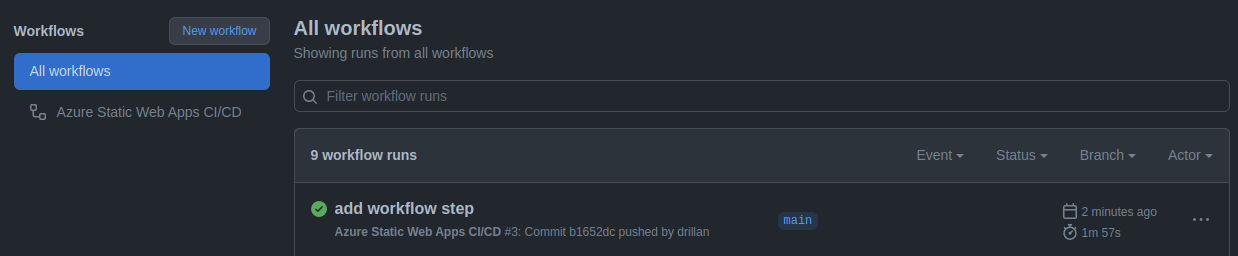 Workflows
New workflow
All workflows
Azure Static Web Apps CI/CD
All workflows
Showing runs from all workflows
Filter workflow runs
9 workflow runs
Event
Status
Branch
Actor
add workflow step
Azure Static Web Apps CI/CD #3: Commit b1652dc pushed by drillan
main
2 minutes ago
1m 57s